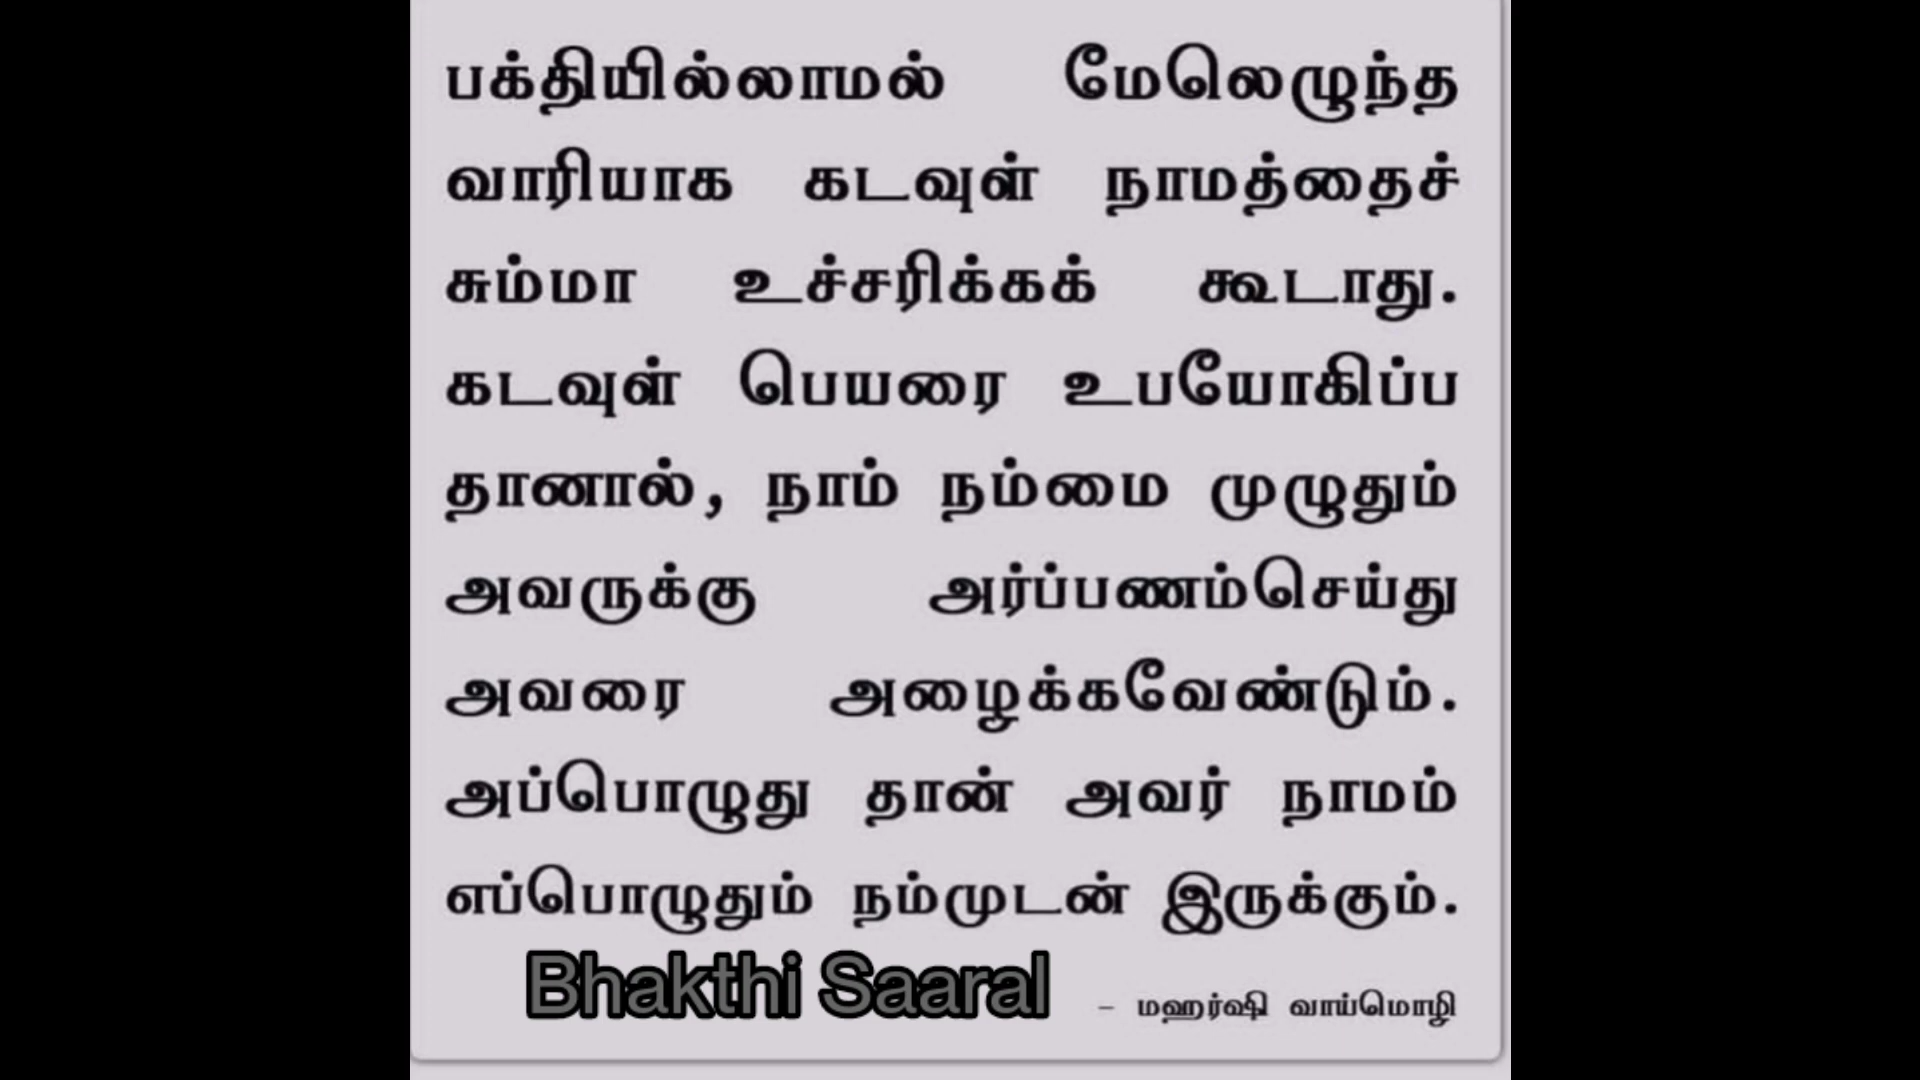 பக்தியில்லாமல் மேலெழுந்த
வாரியாக கடவுள் நாமத்தைச்
சும்மா உச்சரிக்கக் கூடாது.
கடவுள் பெயரை உபயோகிப்ப
தானால், நாம் நம்மை முழுதும்
அவருக்கு அர்ப்பணம்செய்து
அவரை அழைக்கவேண்டும்.
அப்பொழுது தான் அவர் நாமம்
எப்பொழுதும் நம்முடன் இருக்கும்.
Bhakthi Saaral
– மஹர்ஷி வாய்மொழி